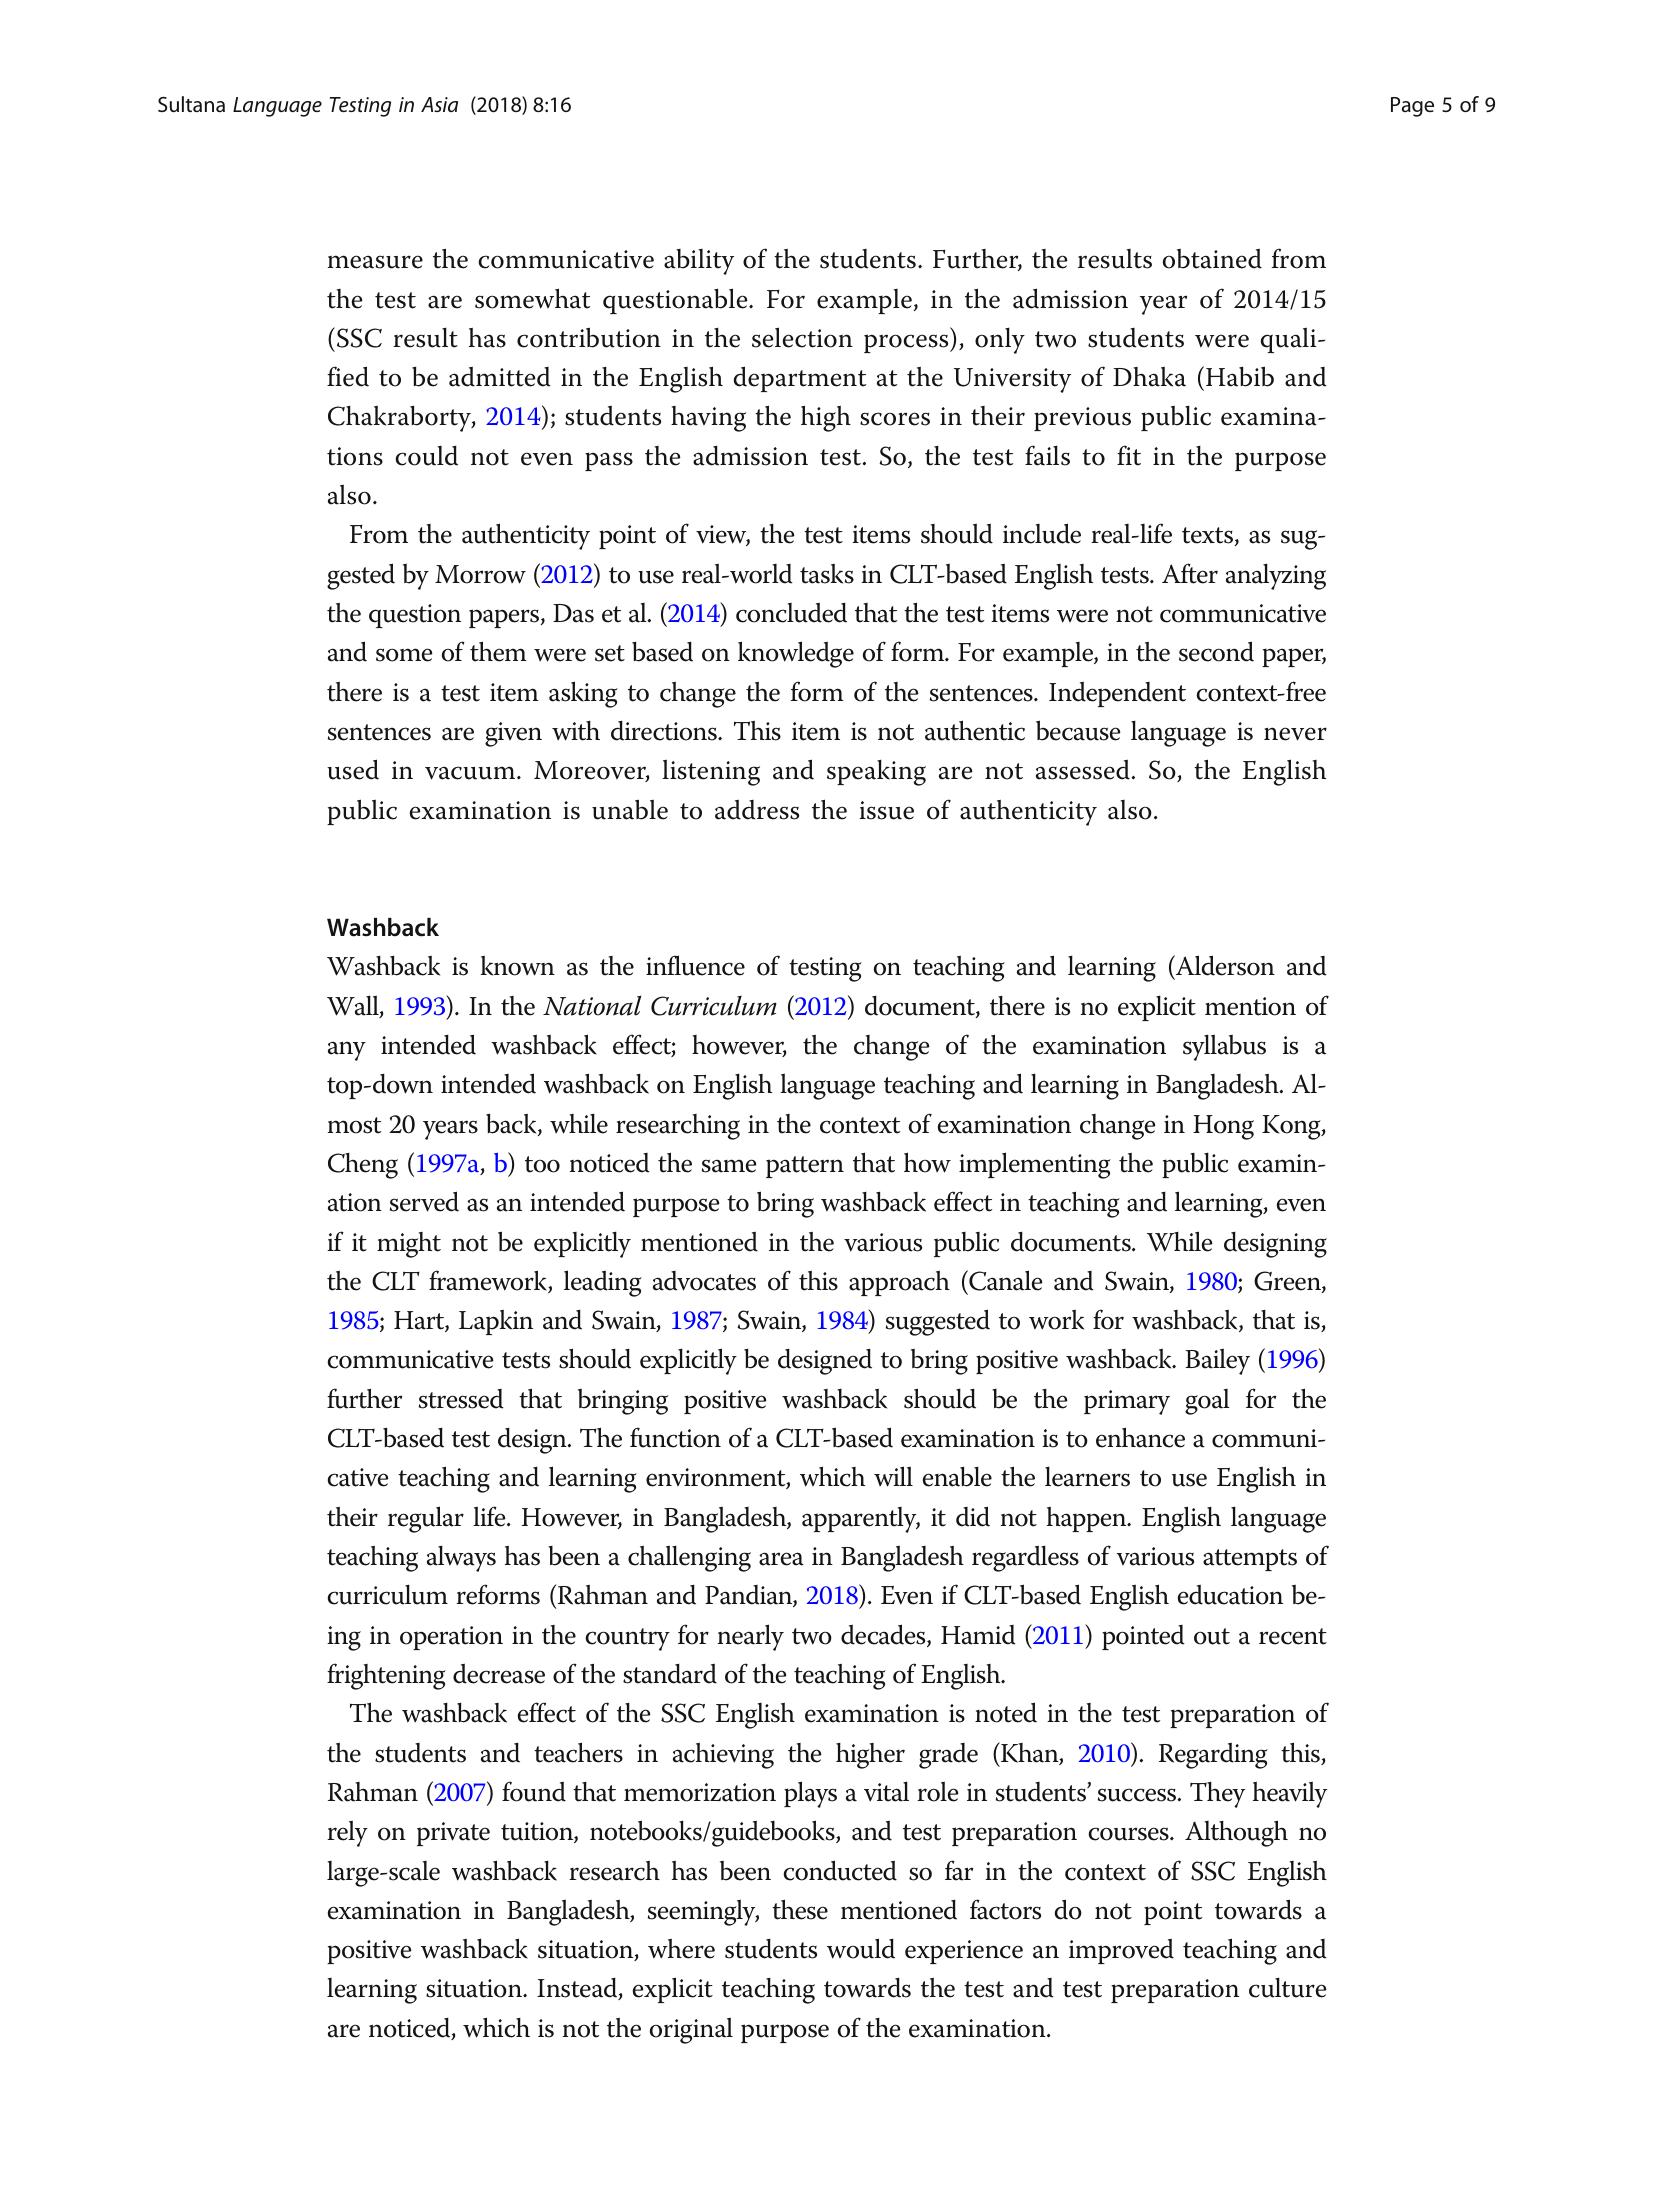 Sultana Language Testing in Asia (2018) 8:16
Page 5 of 9
measure the communicative ability of the students. Further, the results obtained from
the test are somewhat questionable. For example, in the admission year of 2014/15
(SSC result has contribution in the selection process), only two students were quali-
fied to be admitted in the English department at the University of Dhaka (Habib and
Chakraborty, 2014); students having the high scores in their previous public examina-
tions could not even pass the admission test. So, the test fails to fit in the purpose
also.
From the authenticity point of view, the test items should include real-life texts, as sug-
gested by Morrow (2012) to use real-world tasks in CLT-based English tests. After analyzing
the question papers, Das et al. (2014) concluded that the test items were not communicative
and some of them were set based on knowledge of form. For example, in the second paper,
there is a test item asking to change the form of the sentences. Independent context-free
sentences are given with directions. This item is not authentic because language is never
used in vacuum. Moreover, listening and speaking are not assessed. So, the English
public examination is unable to address the issue of authenticity also.
Washback
Washback is known as the influence of testing on teaching and learning (Alderson and
Wall, 1993). In the National Curriculum (2012) document, there is no explicit mention of
any intended washback effect; however, the change of the examination syllabus is a
top-down intended washback on English language teaching and learning in Bangladesh. Al-
most 20 years back, while researching in the context of examination change in Hong Kong,
Cheng (1997a, b) too noticed the same pattern that how implementing the public examin-
ation served as an intended purpose to bring washback effect in teaching and learning, even
if it might not be explicitly mentioned in the various public documents. While designing
the CLT framework, leading advocates of this approach (Canale and Swain, 1980; Green,
1985; Hart, Lapkin and Swain, 1987; Swain, 1984) suggested to work for washback, that is,
communicative tests should explicitly be designed to bring positive washback. Bailey (1996)
further stressed that bringing positive washback should be the primary goal for the
CLT-based test design. The function of a CLT-based examination is to enhance a communi-
cative teaching and learning environment, which will enable the learners to use English in
their regular life. However, in Bangladesh, apparently, it did not happen. English language
teaching always has been a challenging area in Bangladesh regardless of various attempts of
curriculum reforms (Rahman and Pandian, 2018). Even if CLT-based English education be-
ing in operation in the country for nearly two decades, Hamid (2011) pointed out a recent
frightening decrease of the standard of the teaching of English.
The washback effect of the SSC English examination is noted in the test preparation of
the students and teachers in achieving the higher grade (Khan, 2010). Regarding this,
Rahman (2007) found that memorization plays a vital role in students’ success. They heavily
rely on private tuition, notebooks/guidebooks, and test preparation courses. Although no
large-scale washback research has been conducted so far in the context of SSC English
examination in Bangladesh, seemingly, these mentioned factors do not point towards a
positive washback situation, where students would experience an improved teaching and
learning situation. Instead, explicit teaching towards the test and test preparation culture
are noticed, which is not the original purpose of the examination.